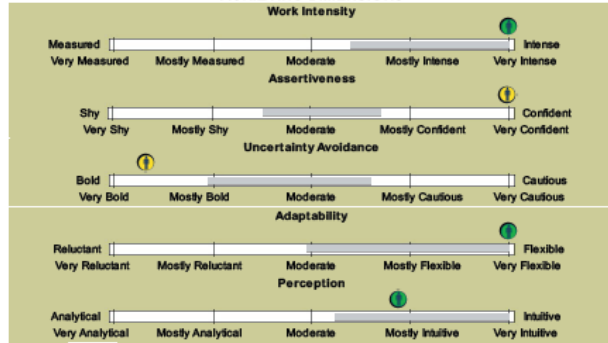 Work Intensity
Measured Intense
Very Measured Mostly Measured Moderate Mostly Intense Very Intense
Assertiveness
Shy Confident
Very Shy Mostly Shy Moderate Mostly Confident Very Confident
Uncertainty Avoidance
Bold Cautious
Very Bold Mostly Bold Moderate Mostly Cautious Very Cautious
Adaptability
Reluctant Flexible
Very Reluctant Mostly Reluctant Moderate Mostly Flexible Very Flexible
Perception
Analytical Intuitive
Very Analytical Mostly Analytical Moderate Mostly Intuitive Very Intuitive